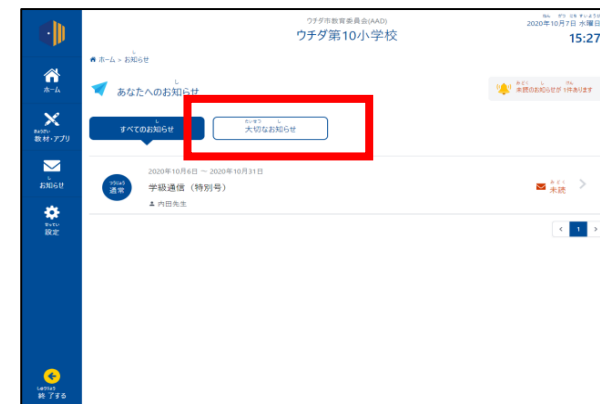 ウチダ市教育委員会(AAD)
ウチダ第10小学校
2020年10月7日 水曜日
15:27
ホーム > お知らせ
ホーム
教材・アプリ
お知らせ
設定
終了する
あなたへのお知らせ
未読のお知らせが 1件あります
すべてのお知らせ
大切なお知らせ
2020年10月6日 ～ 2020年10月31日
通常
学級通信（特別号）
内田先生
未読
< 1 >